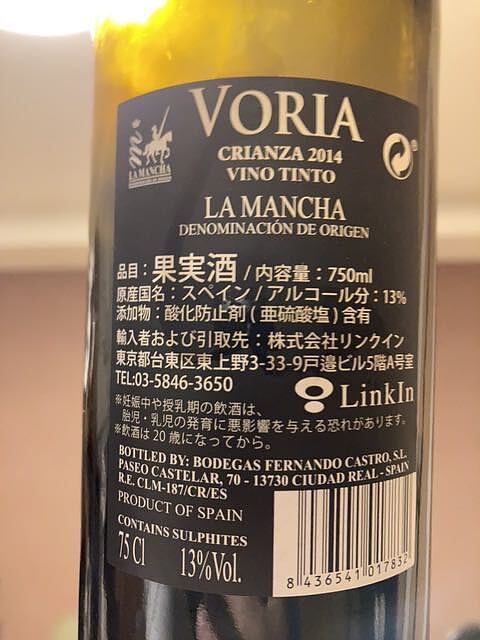 VORIA
CRIANZA 2014
VINO TINTO
LA MANCHA
LA MANCHA
DENOMINACIÓN DE ORIGEN
品目：果実酒 / 内容量：750ml
原産国名：スペイン / アルコール分：13%
添加物：酸化防止剤 ( 亜硫酸塩 ) 含有
輸入者および引取先：株式会社リンクイン
東京都台東区東上野3-33-9戸邉ビル5階A号室
TEL:03-5846-3650
LinkIn
※妊娠中や授乳期の飲酒は、
胎児・乳児の発育に悪影響を与える恐れがあります。
※飲酒は20歳になってから。
BOTTLED BY: BODEGAS FERNANDO CASTRO, S.L.
PASEO CASTELAR, 70 - 13730 CIUDAD REAL - SPAIN
R.E. CLM-187/CR/ES
PRODUCT OF SPAIN
CONTAINS SULPHITES
75 Cl 13%Vol.
8 436541 017832